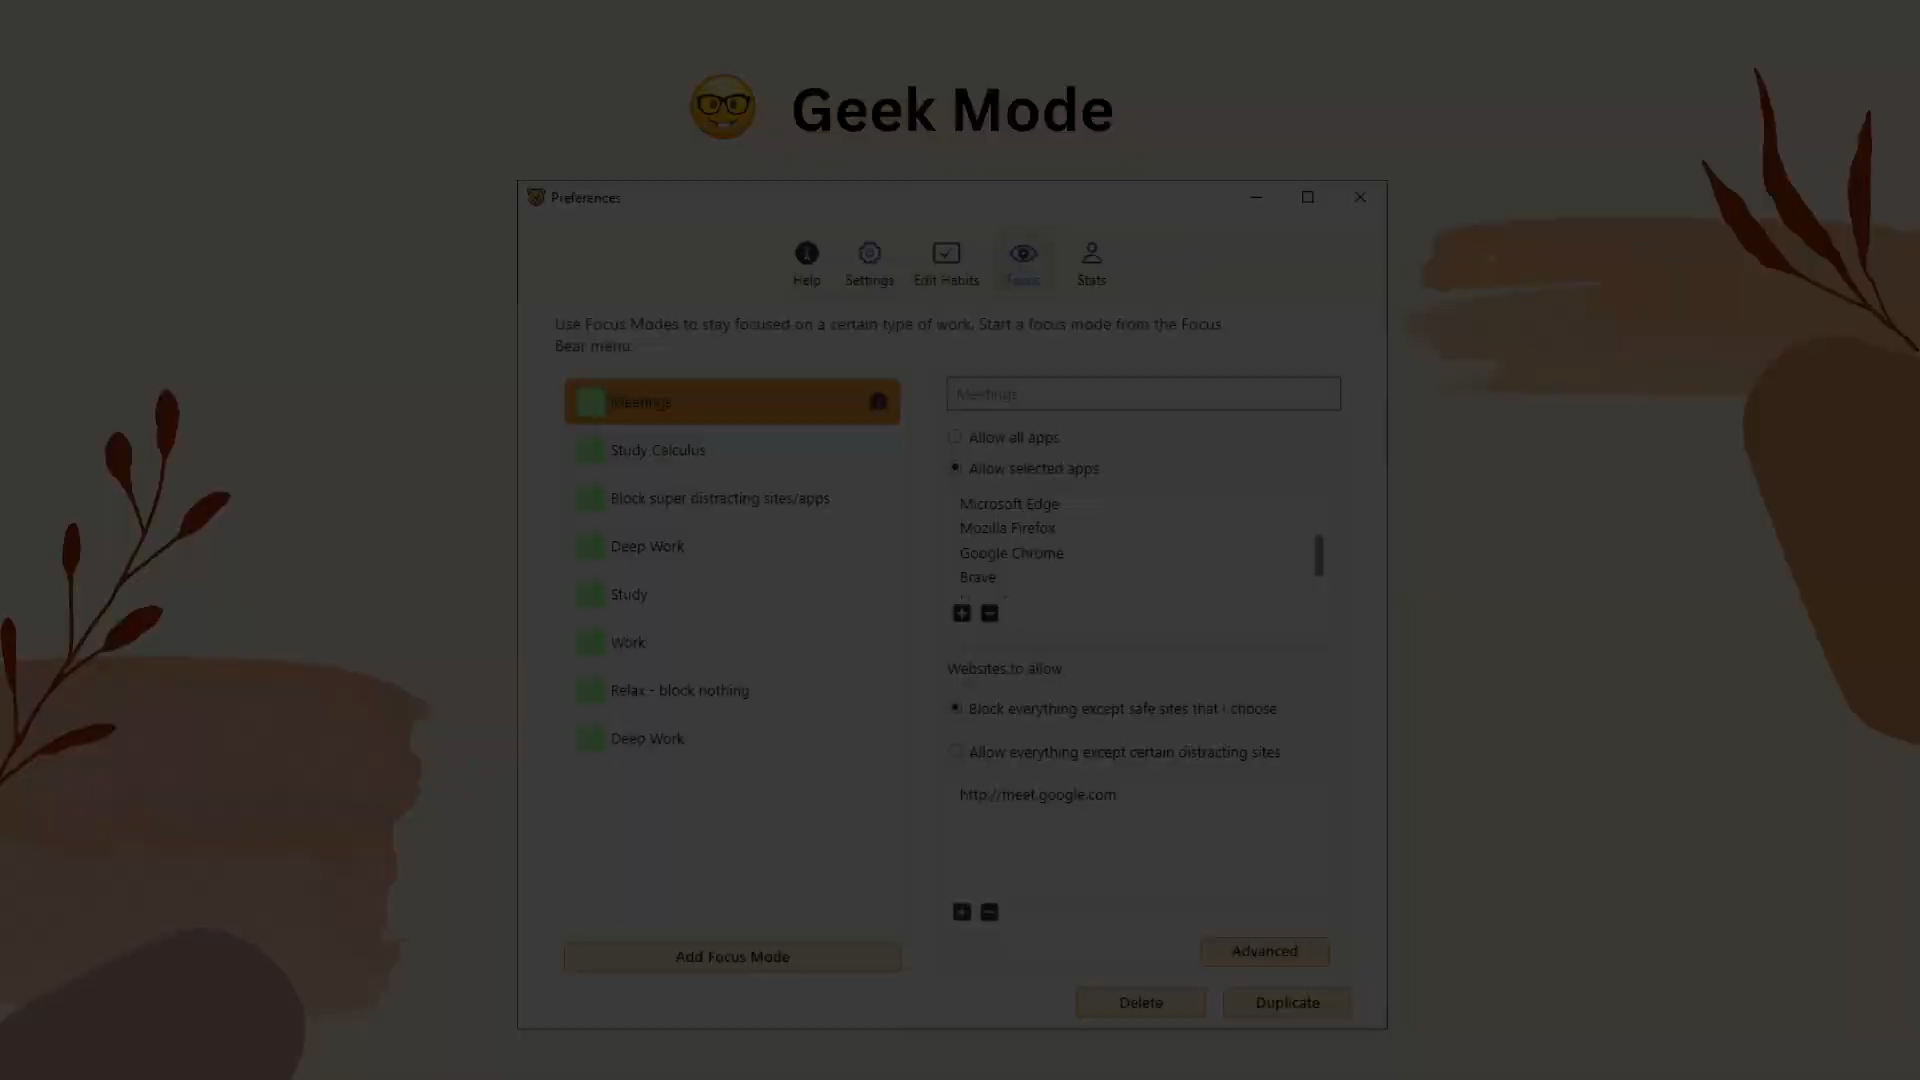 Geek Mode
Preferences
Help
Settings
Edit Habits
Focus
Stats
Use Focus Modes to stay focused on a certain type of work. Start a focus mode from the Focus
Bear menu.
Meetings
Study Calculus
Block super distracting sites/apps
Deep Work
Study
Work
Relax - block nothing
Deep Work
Add Focus Mode
Meetings
Allow all apps
Allow selected apps
Microsoft Edge
Mozilla Firefox
Google Chrome
Brave
Websites to allow
Block everything except safe sites that I choose
Allow everything except certain distracting sites
http://meet.google.com
Advanced
Delete
Duplicate